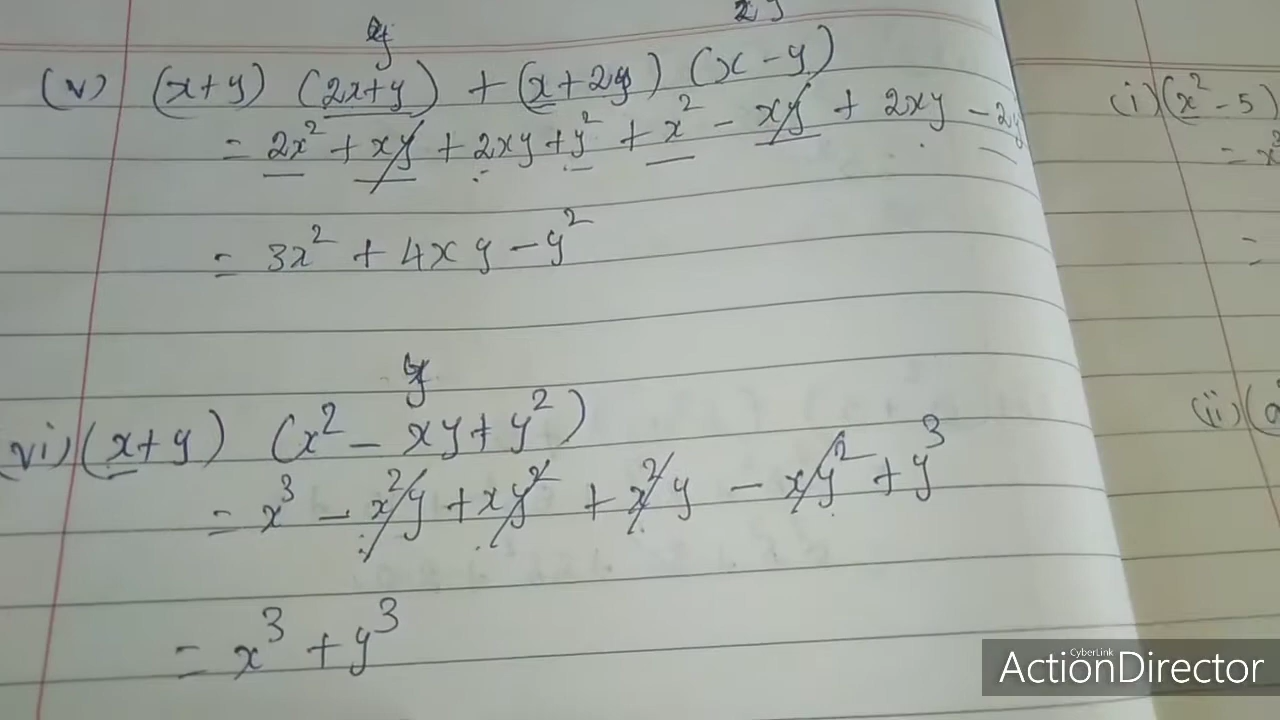 (v) (x+y) (2x+y) + (x+2y) (x-y)
= 2x² + xy + 2xy + y² + x² - xy + 2xy - 2y
= 3x² + 4xy - y²
y
(vi) (x+y) (x² - xy + y²)
= x³ - x²y + xy² + x²y - xy² + y³
= x³ + y³
(i) (x² - 5)
=
=
(ii) (a
CyberLink
ActionDirector